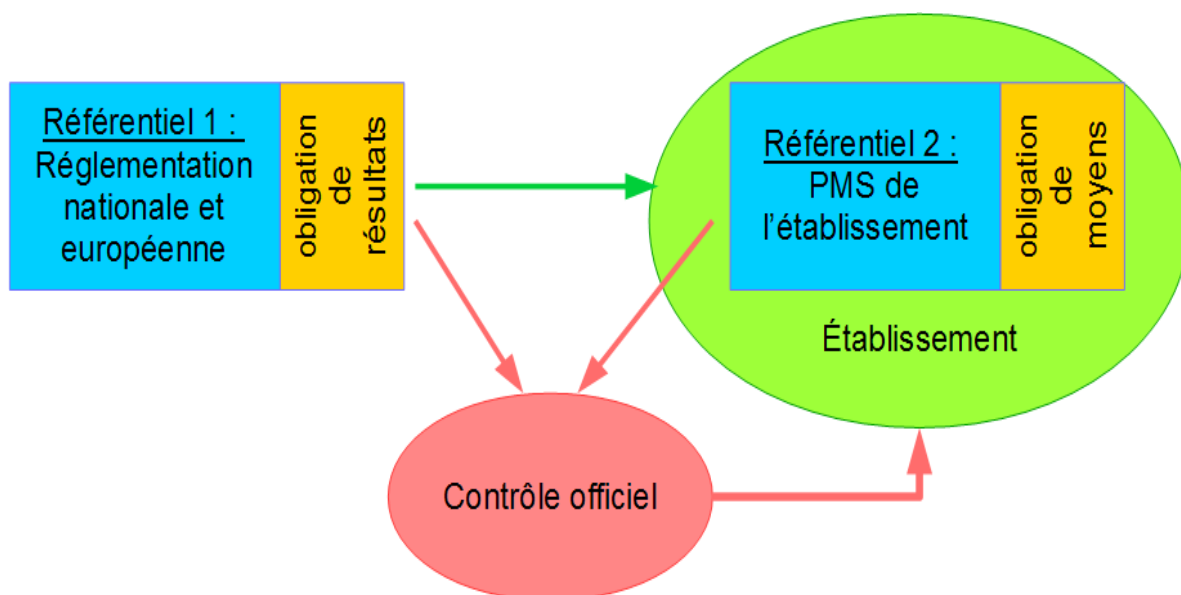 Référentiel 1 :
Réglementation
nationale et
européenne
obligation
de
résultats
Référentiel 2 :
PMS de
l’établissement
obligation
de
moyens
Établissement
Contrôle officiel